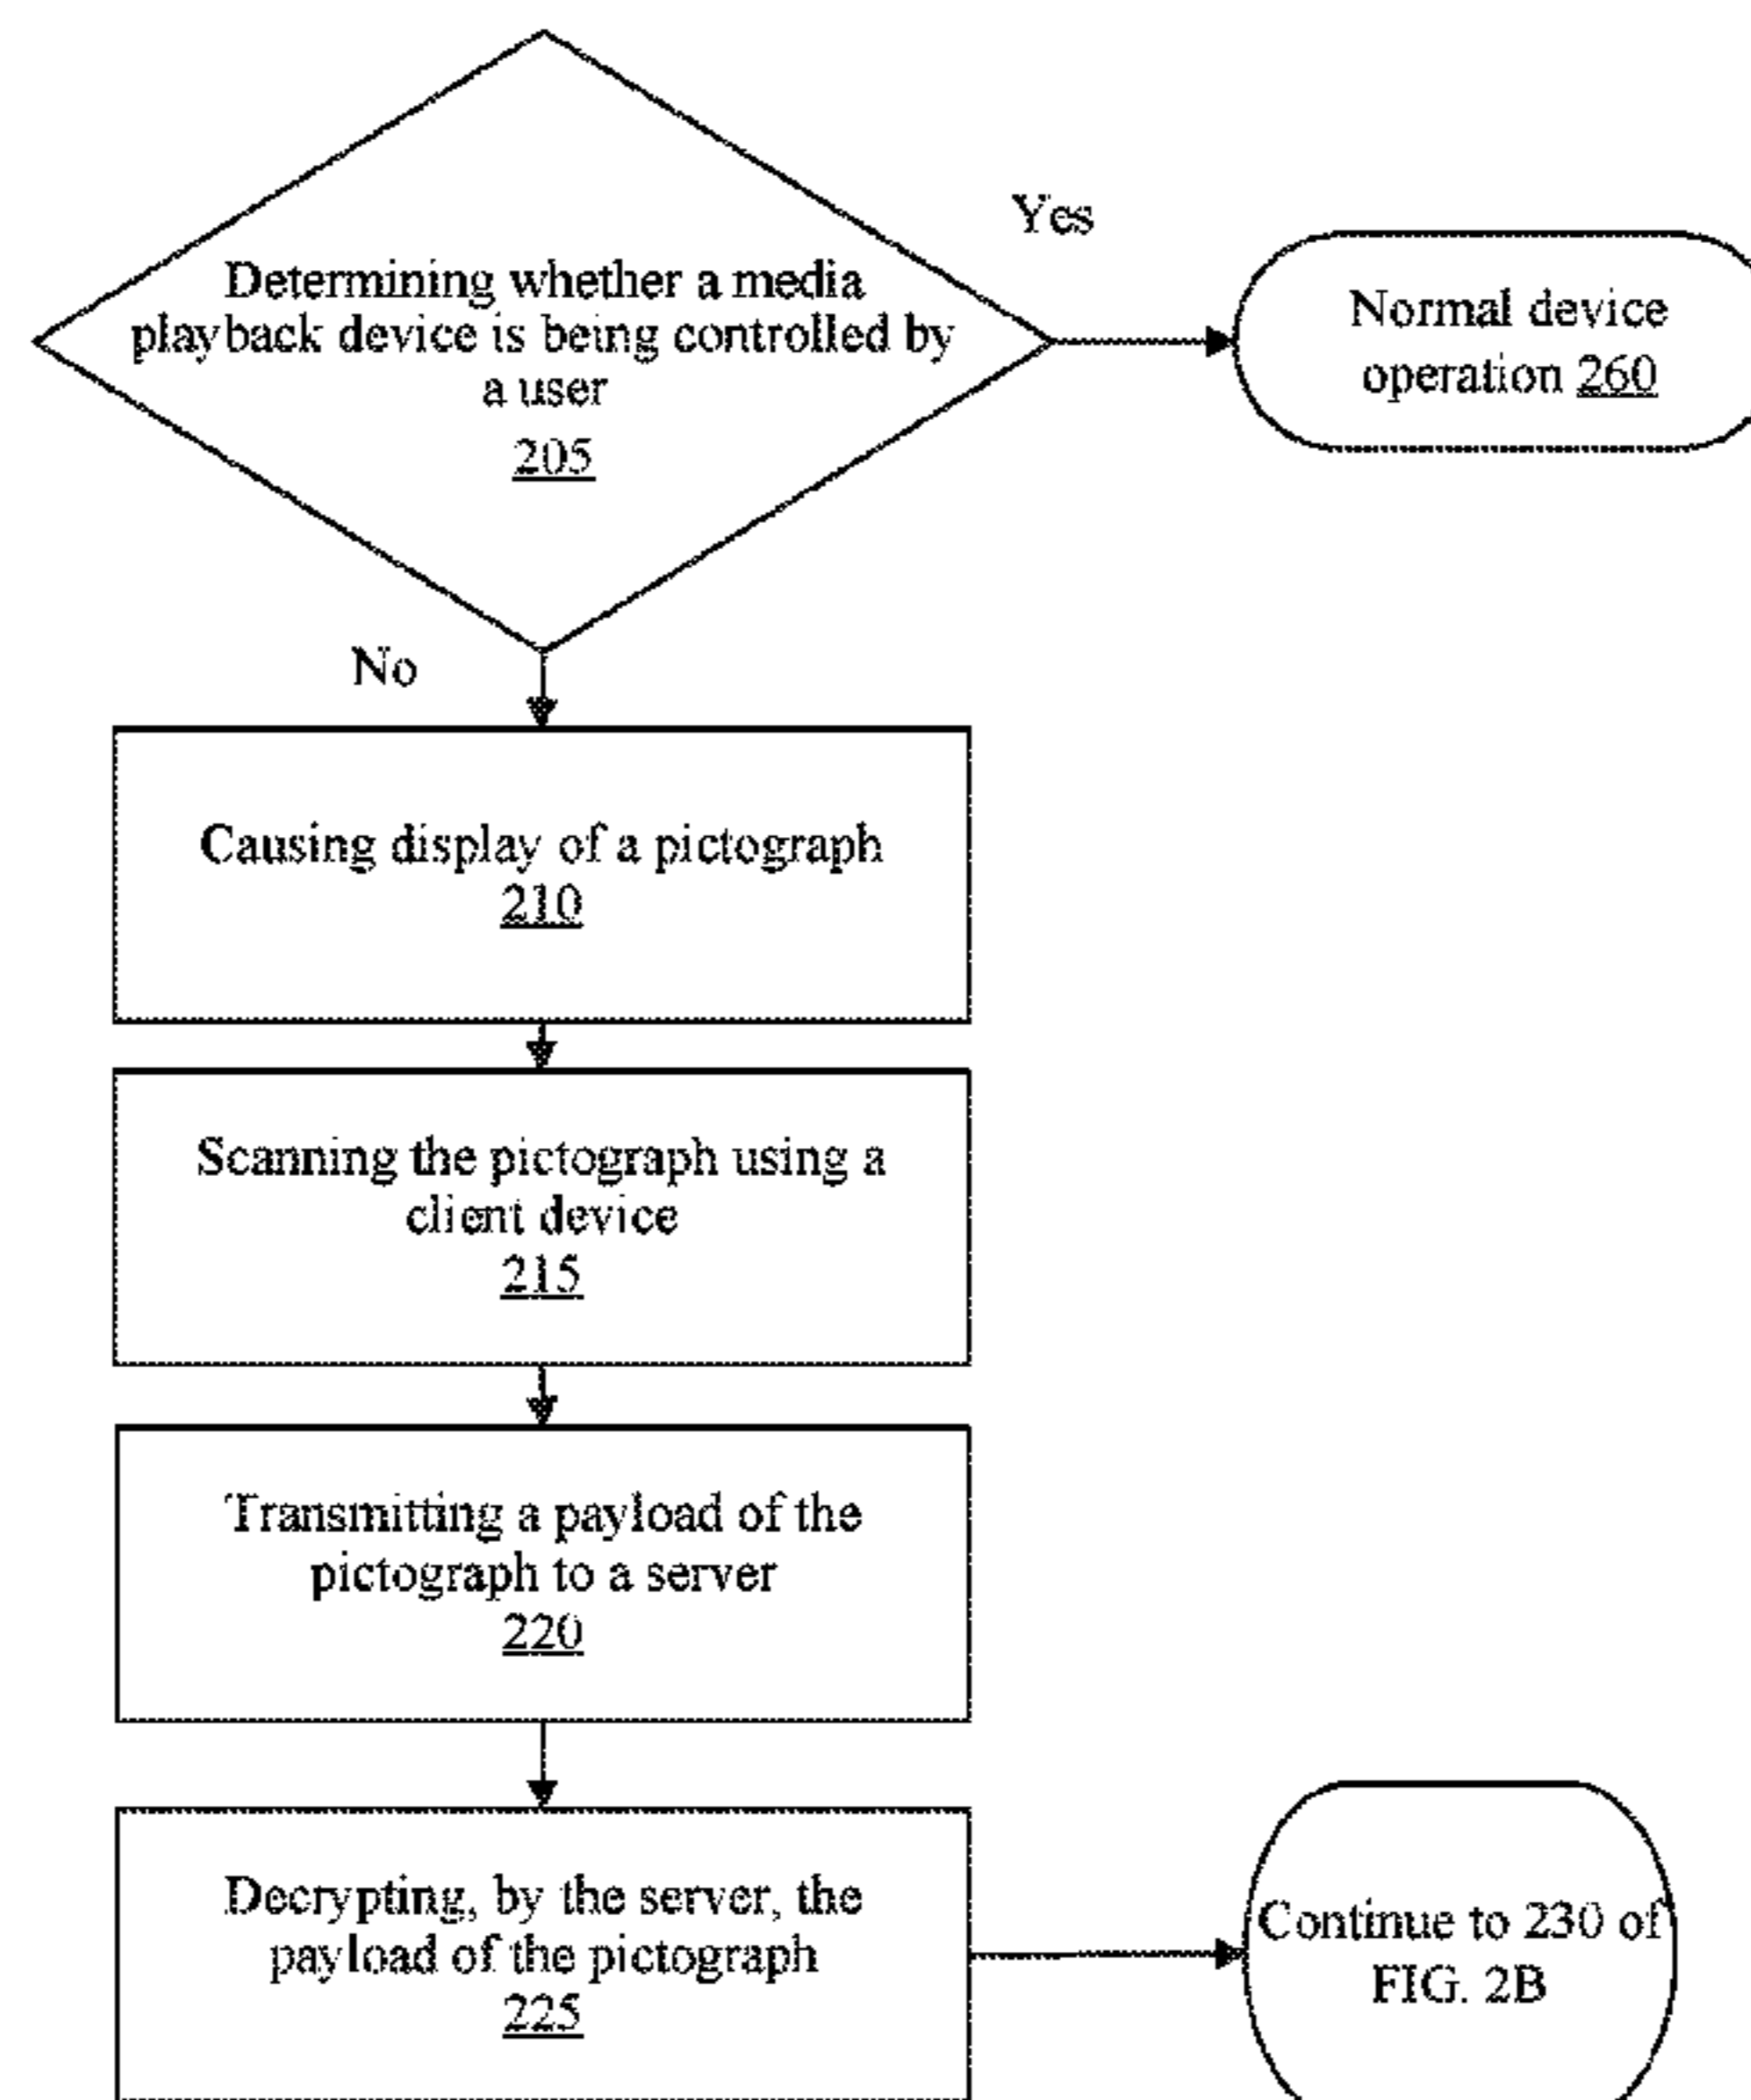 Yes
Determining whether a media
playback device is being controlled by
a user
205
Normal device
operation 260
No
Causing display of a pictograph
210
Scanning the pictograph using a
client device
215
Transmitting a payload of the
pictograph to a server
220
Decrypting, by the server, the
payload of the pictograph
225
Continue to 230 of
FIG. 2B